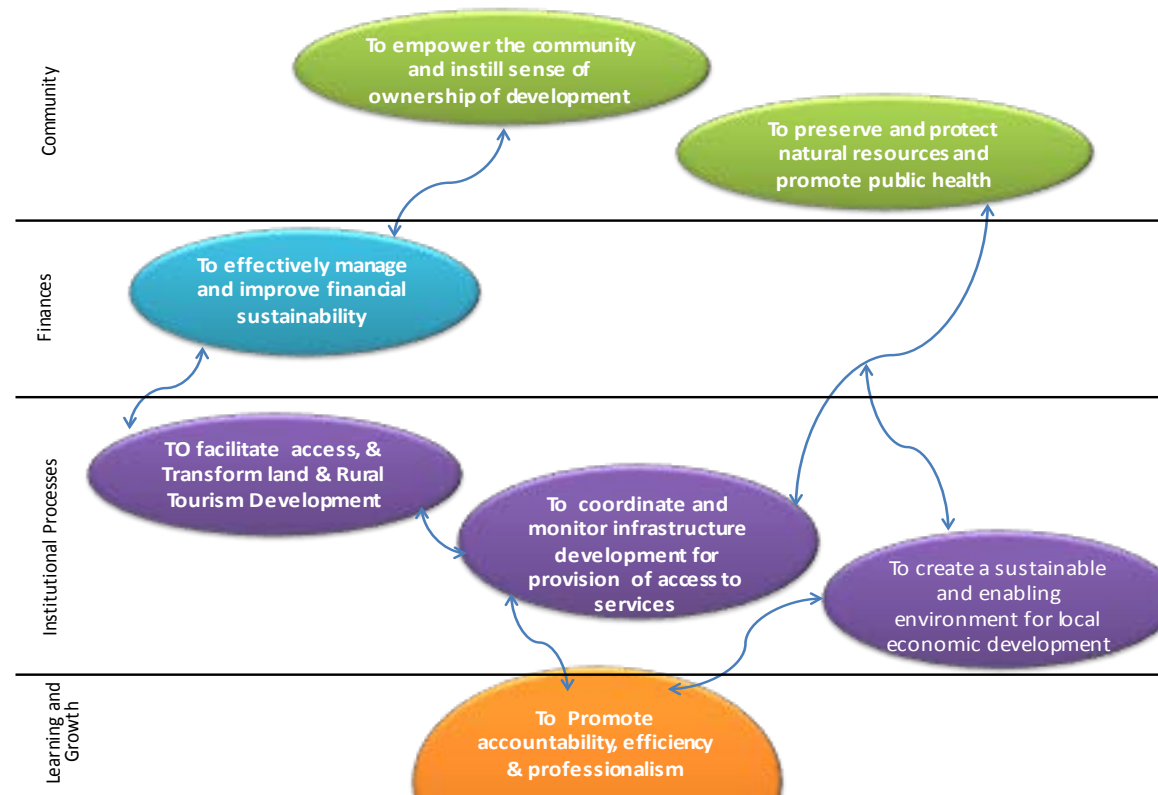 Community
To empower the community
and instill sense of
ownership of development
To preserve and protect
natural resources and
promote public health
Finances
To effectively manage
and improve financial
sustainability
Institutional Processes
TO facilitate access, &
Transform land & Rural
Tourism Development
To coordinate and
monitor infrastructure
development for
provision of access to
services
To create a sustainable
and enabling
environment for local
economic development
Learning and
Growth
To Promote
accountability, efficiency
& professionalism